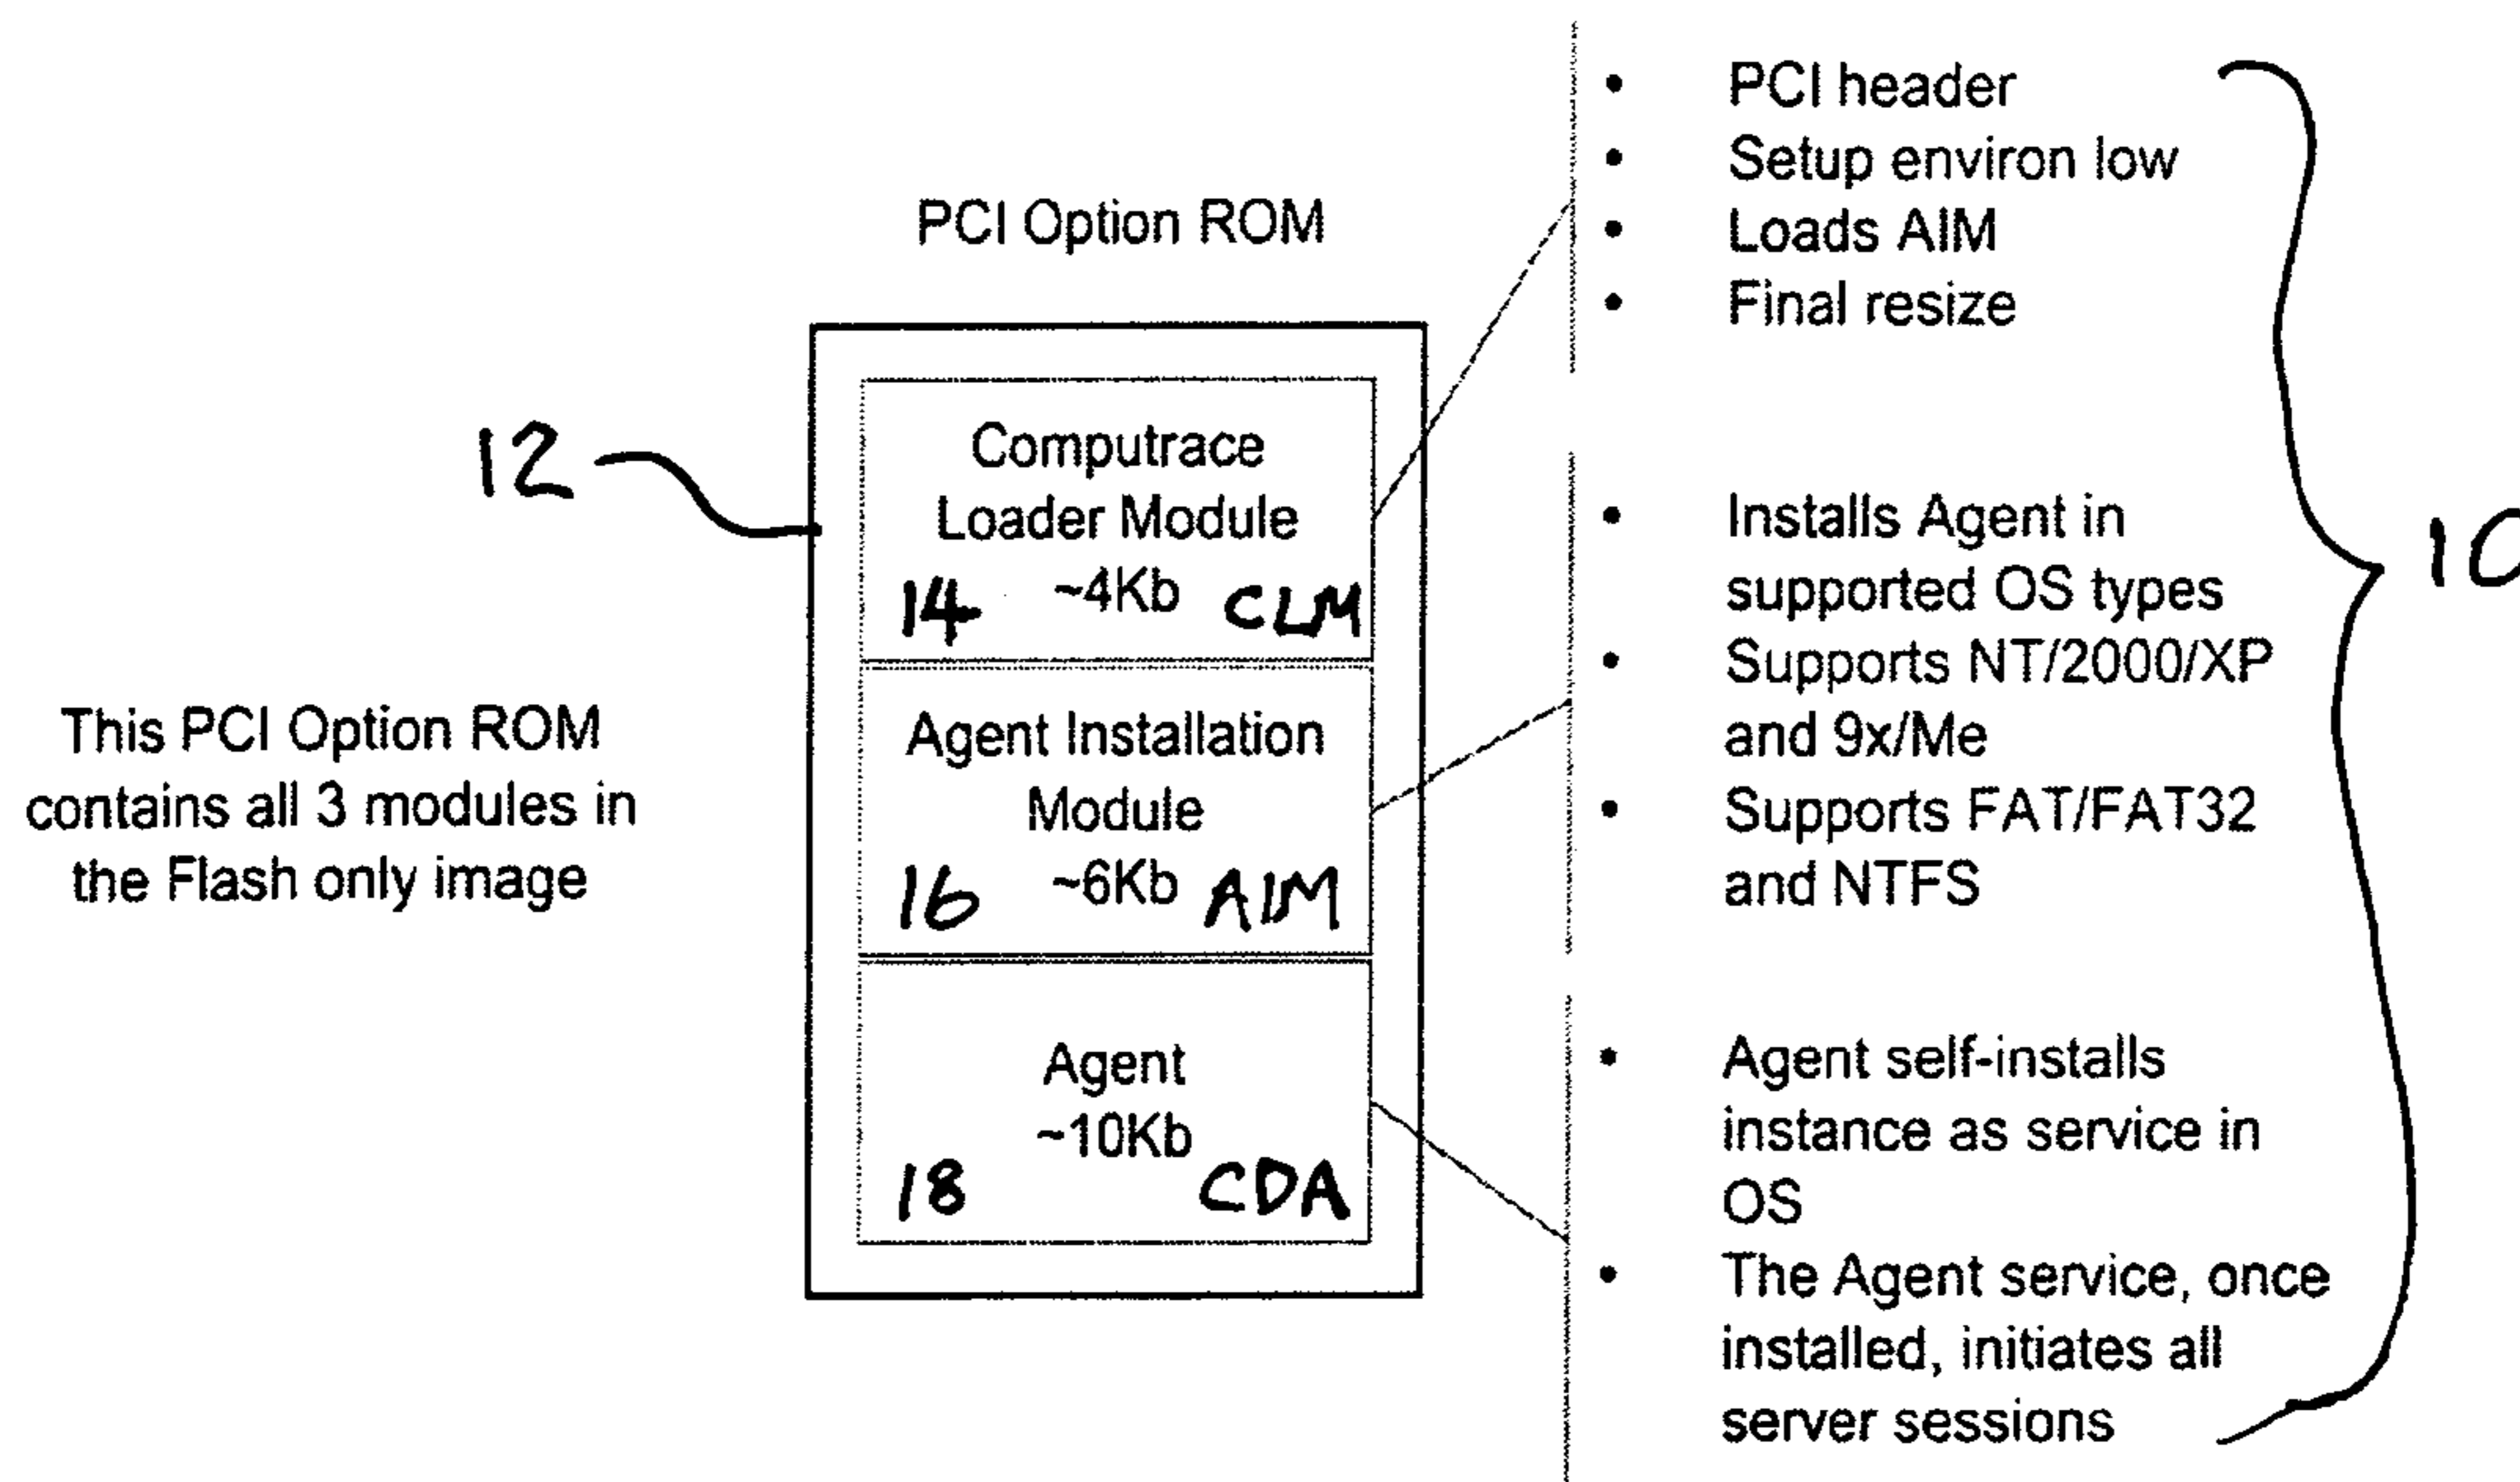 PCI Option ROM
12
Computrace
Loader Module
14 ~4Kb CLM
Agent Installation
Module
16 ~6Kb AIM
Agent
~10Kb
18 CDA
This PCI Option ROM
contains all 3 modules in
the Flash only image
• PCI header
• Setup environ low
• Loads AIM
• Final resize
• Installs Agent in
supported OS types
• Supports NT/2000/XP
and 9x/Me
• Supports FAT/FAT32
and NTFS
• Agent self-installs
instance as service in
OS
• The Agent service, once
installed, initiates all
server sessions
10